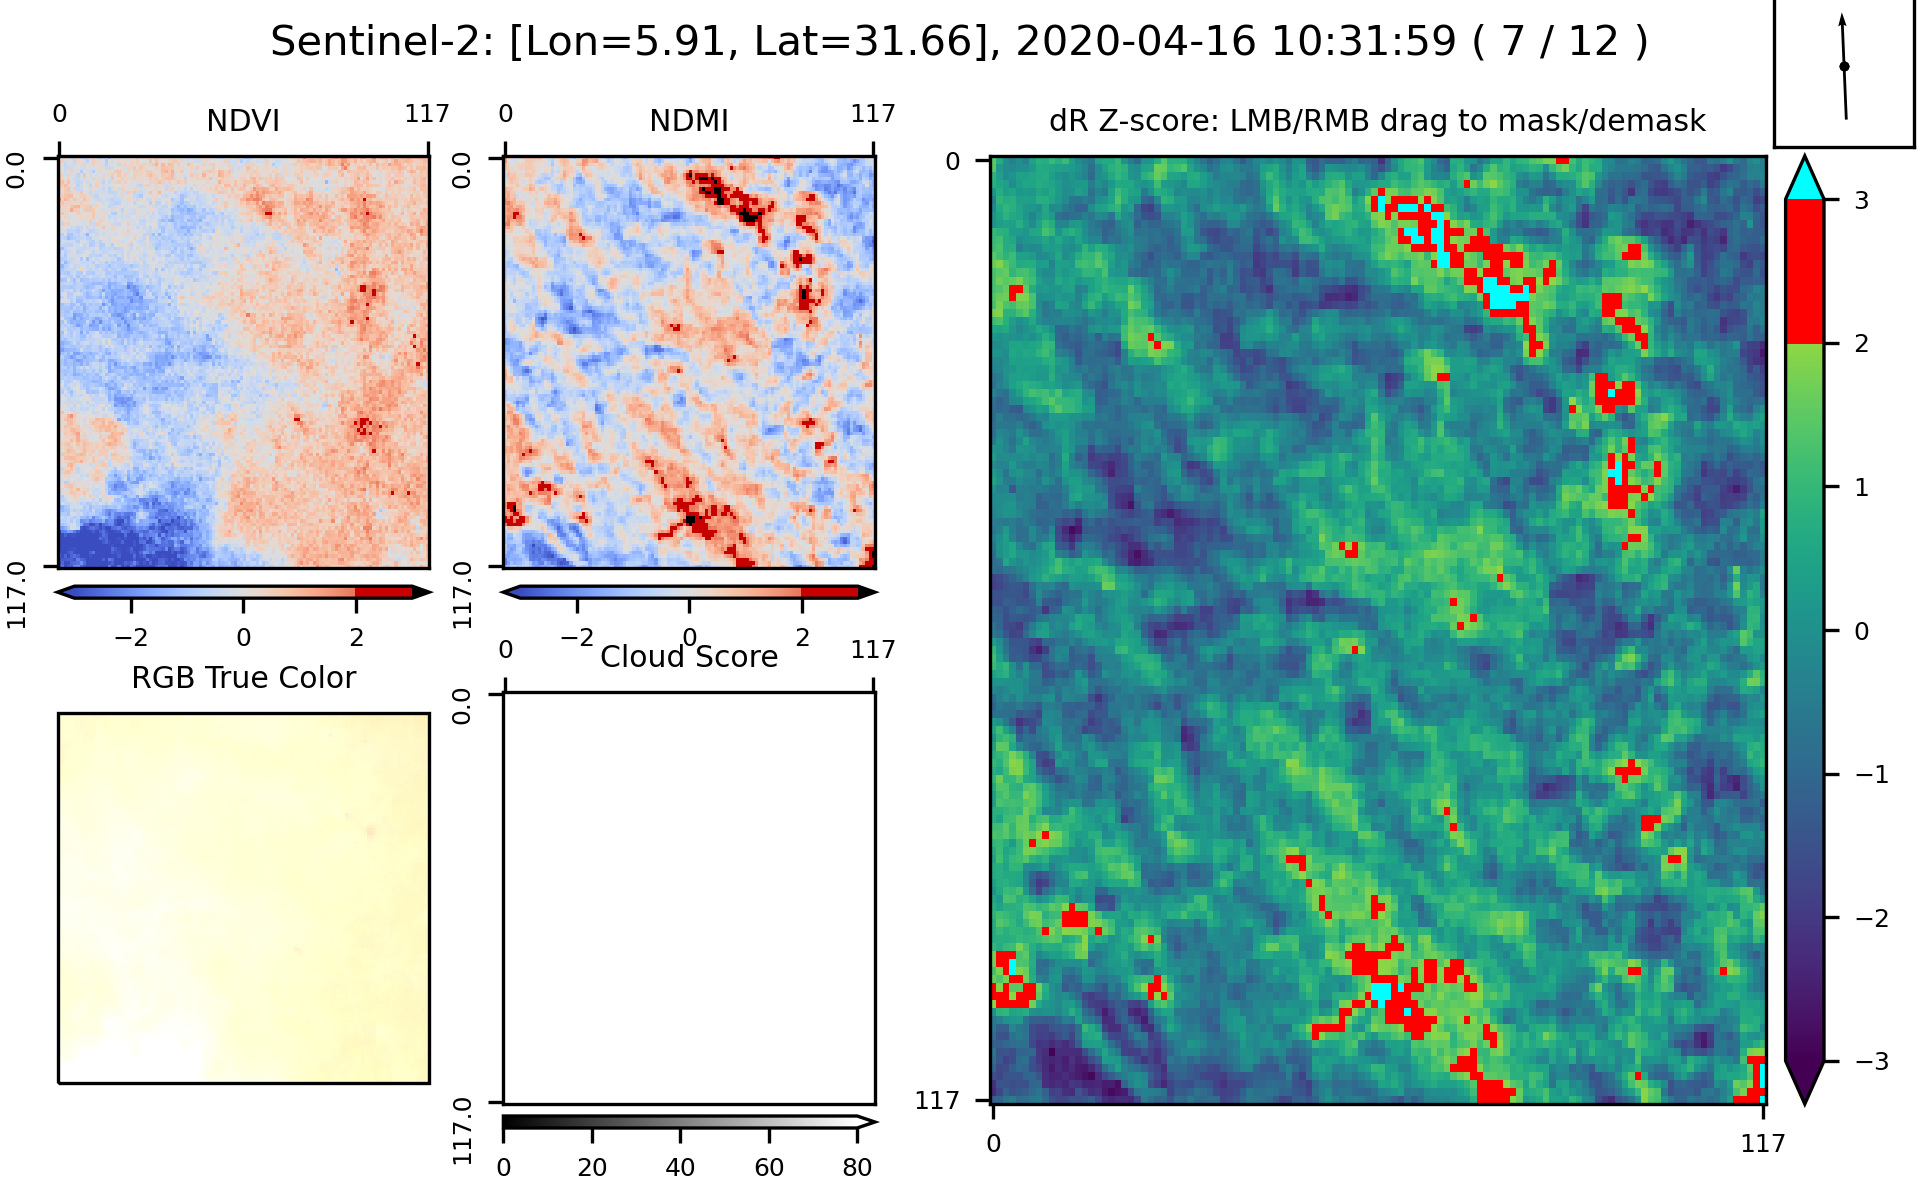 Sentinel-2: [Lon=5.91, Lat=31.66], 2020-04-16 10:31:59 ( 7 / 12 )
0 NDVI 117
0.0
117.0
−2 0 2
0 NDMI 117
0.0
117.0
−2 0 2
dR Z-score: LMB/RMB drag to mask/demask
0
117
0 117
3
2
1
0
−1
−2
−3
RGB True Color
0 Cloud Score 117
0.0
117.0
0 20 40 60 80